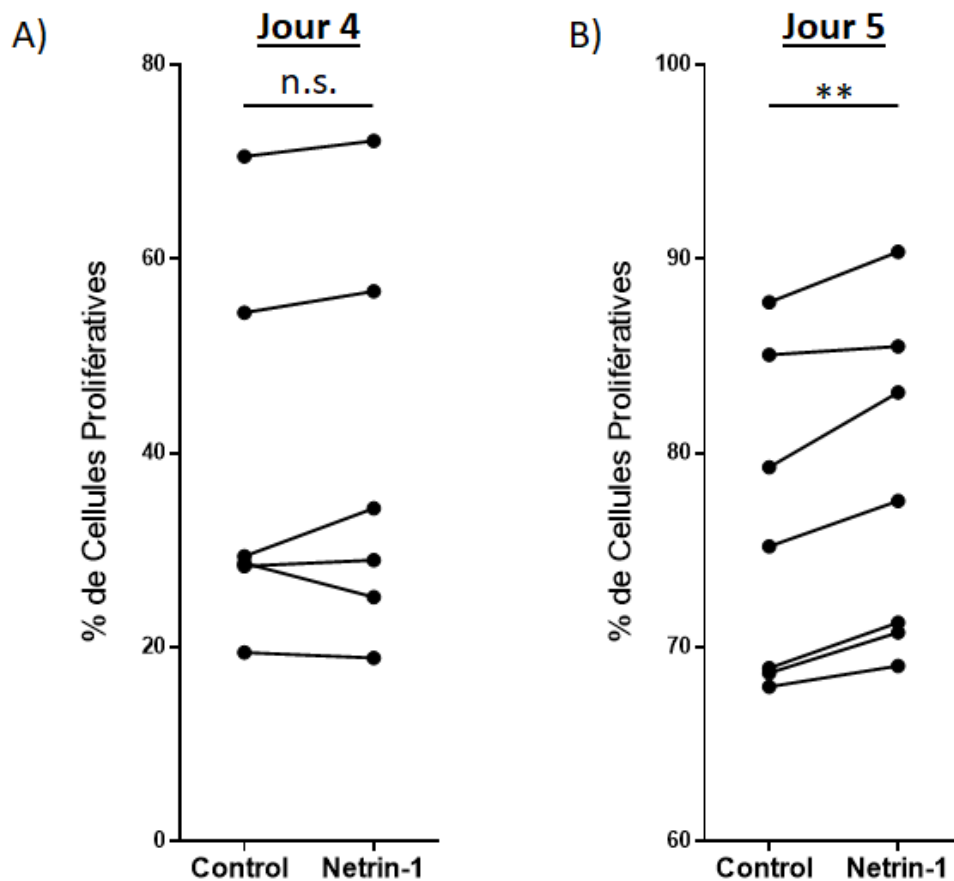 A)
Jour 4
n.s.
% de Cellules Prolifératives
80
60
40
20
0
Control Netrin-1
B)
Jour 5
**
% de Cellules Prolifératives
100
90
80
70
60
Control Netrin-1